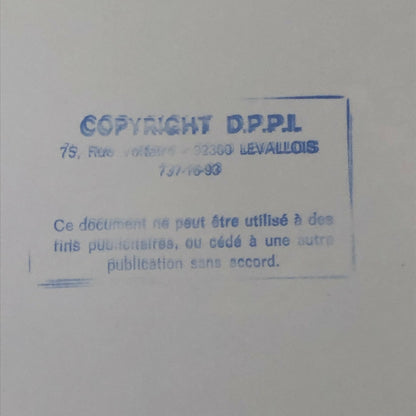 COPYRIGHT D.P.P.I.
75, Rue Voltaire - 92300 LEVALLOIS
737-16-93
Ce document ne peut être utilisé à des
fins publicitaires, ou cédé à une autre
publication sans accord.